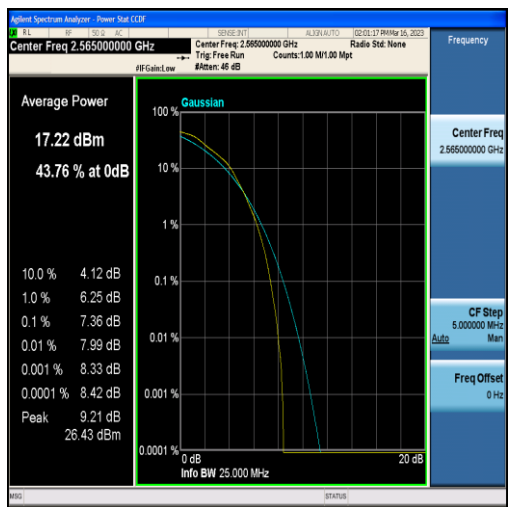 Agilent Spectrum Analyzer - Power Stat CCDF
RL RF 50 Ω AC SENSE:INT ALIGN AUTO 02:01:17 PM Mar 16, 2023
Center Freq 2.565000000 GHz
Center Freq: 2.565000000 GHz Radio Std: None
Trig: Free Run Counts:1.00 M/1.00 Mpt
#IFGain:Low #Atten: 46 dB
Frequency
Average Power
17.22 dBm
43.76 % at 0dB
10.0 % 4.12 dB
1.0 % 6.25 dB
0.1 % 7.36 dB
0.01 % 7.99 dB
0.001 % 8.33 dB
0.0001 % 8.42 dB
Peak 9.21 dB
26.43 dBm
Gaussian
100 %
10 %
1 %
0.1 %
0.01 %
0.001 %
0.0001 %
0 dB 20 dB
Info BW 25.000 MHz
Center Freq
2.565000000 GHz
CF Step
5.000000 MHz
Auto Man
Freq Offset
0 Hz
MSG STATUS